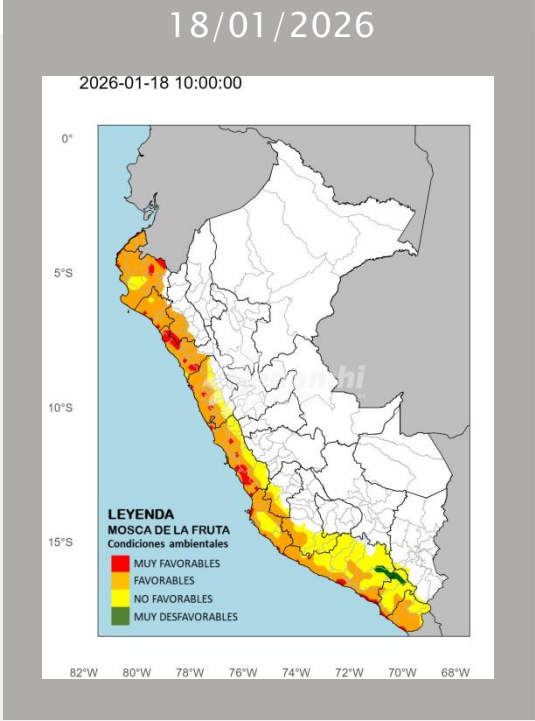 18/01/2026
2026-01-18 10:00:00
0°
5°S
10°S
15°S
LEYENDA
MOSCA DE LA FRUTA
Condiciones ambientales
MUY FAVORABLES
FAVORABLES
NO FAVORABLES
MUY DESFAVORABLES
82°W 80°W 78°W 76°W 74°W 72°W 70°W 68°W